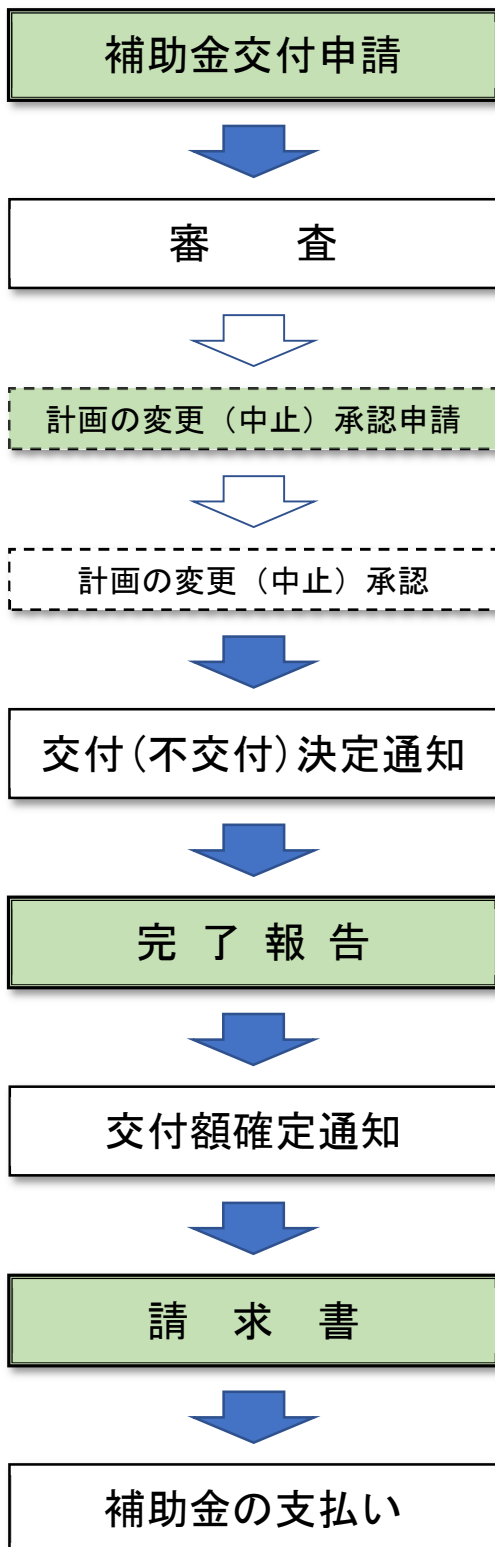 補助金交付申請
審　　査
計画の変更（中止）承認申請
計画の変更（中止）承認
交付(不交付)決定通知
完 了 報 告
交付額確定通知
請　求　書
補助金の支払い